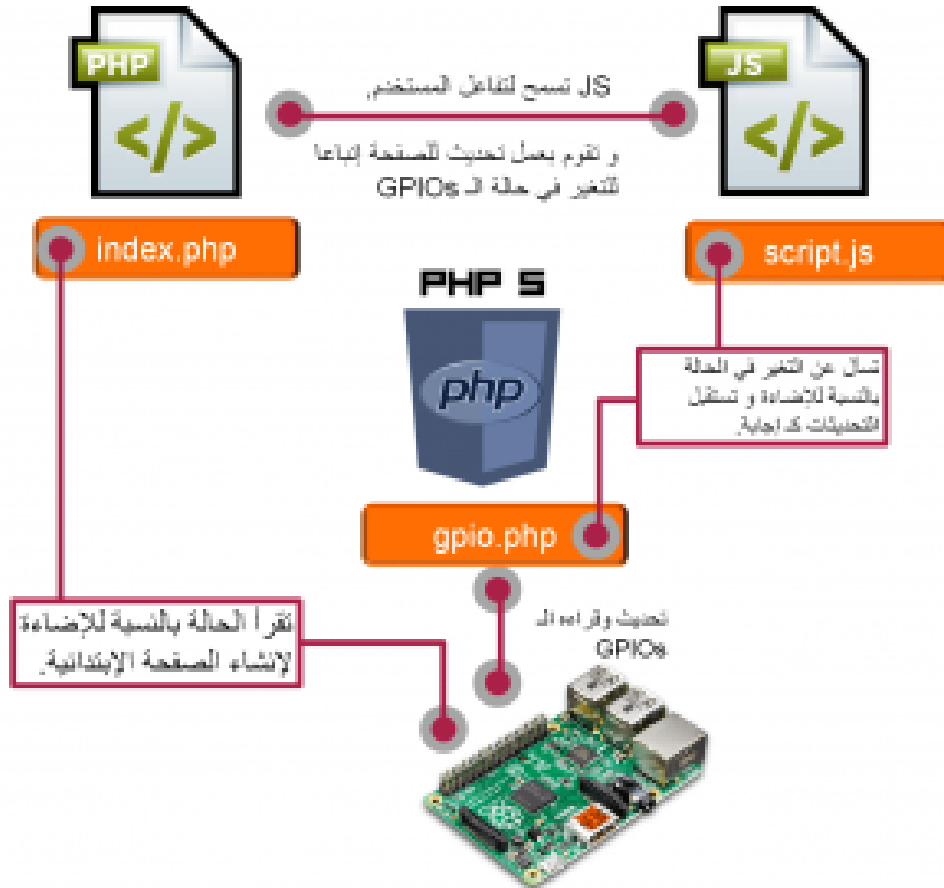 PHP
JS
JS تسمح لتفاعل المستخدم.
و تقوم بعمل تحديث للصفحة إتباعا
للتغير في حالة الـ GPIOs
index.php
script.js
PHP 5
php
تسأل عن التغير في الحالة
بالنسبة للإضاءة و تستقبل
التحديثات كـ إجابة.
gpio.php
تقرأ الحالة بالنسبة للإضاءة
لإنشاء الصفحة الإبتدائية.
تحديث وقراءه الـ
GPIOs